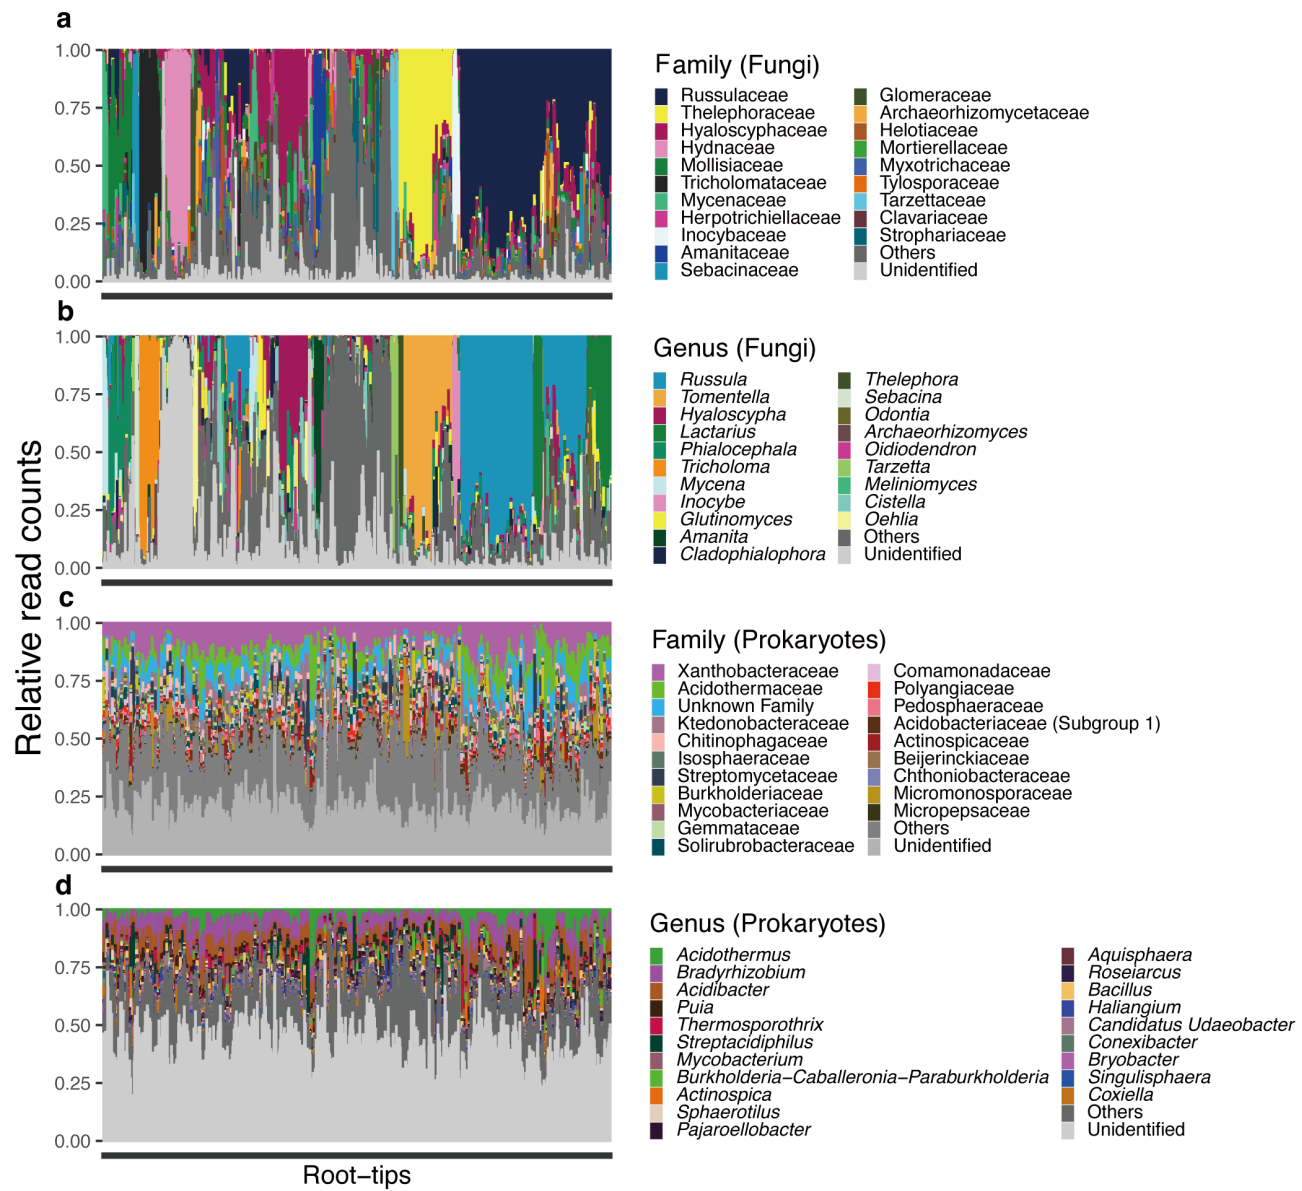 a
1.00
0.75
0.50
0.25
0.00
Family (Fungi)
Russulaceae
Thelephoraceae
Hyaloscyphaceae
Hydnaceae
Mollisiaceae
Tricholomataceae
Mycenaceae
Herpotrichiellaceae
Inocybaceae
Amanitaceae
Sebacinaceae
Glomeraceae
Archaeorhizomycetaceae
Helotiaceae
Mortierellaceae
Myxotrichaceae
Tylosporaceae
Tarzettaceae
Clavariaceae
Strophariaceae
Others
Unidentified
b
1.00
0.75
0.50
0.25
0.00
Genus (Fungi)
Russula
Tomentella
Hyaloscypha
Lactarius
Phialocephala
Tricholoma
Mycena
Inocybe
Glutinomyces
Amanita
Cladophialophora
Thelephora
Sebacina
Odontia
Archaeorhizomyces
Oidiodendron
Tarzetta
Meliniomyces
Cistella
Oehlia
Others
Unidentified
Relative read counts
c
1.00
0.75
0.50
0.25
0.00
Family (Prokaryotes)
Xanthobacteraceae
Acidothermaceae
Unknown Family
Ktedonobacteraceae
Chitinophagaceae
Isosphaeraceae
Streptomycetaceae
Burkholderiaceae
Mycobacteriaceae
Gemmataceae
Solirubrobacteraceae
Comamonadaceae
Polyangiaceae
Pedosphaeraceae
Acidobacteriaceae (Subgroup 1)
Actinospicaceae
Beijerinckiaceae
Chthoniobacteraceae
Micromonosporaceae
Micropepsaceae
Others
Unidentified
d
1.00
0.75
0.50
0.25
0.00
Genus (Prokaryotes)
Acidothermus
Bradyrhizobium
Acidibacter
Puia
Thermosporothrix
Streptacidiphilus
Mycobacterium
Burkholderia−Caballeronia−Paraburkholderia
Actinospica
Sphaerotilus
Pajaroellobacter
Aquisphaera
Roseiarcus
Bacillus
Haliangium
Candidatus Udaeobacter
Conexibacter
Bryobacter
Singulisphaera
Coxiella
Others
Unidentified
Root−tips